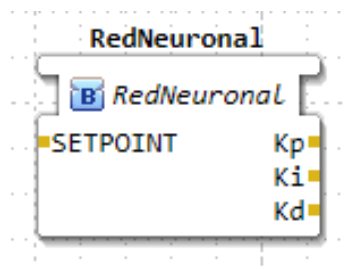 RedNeuronal
B RedNeuronal
SETPOINT Kp
Ki
Kd